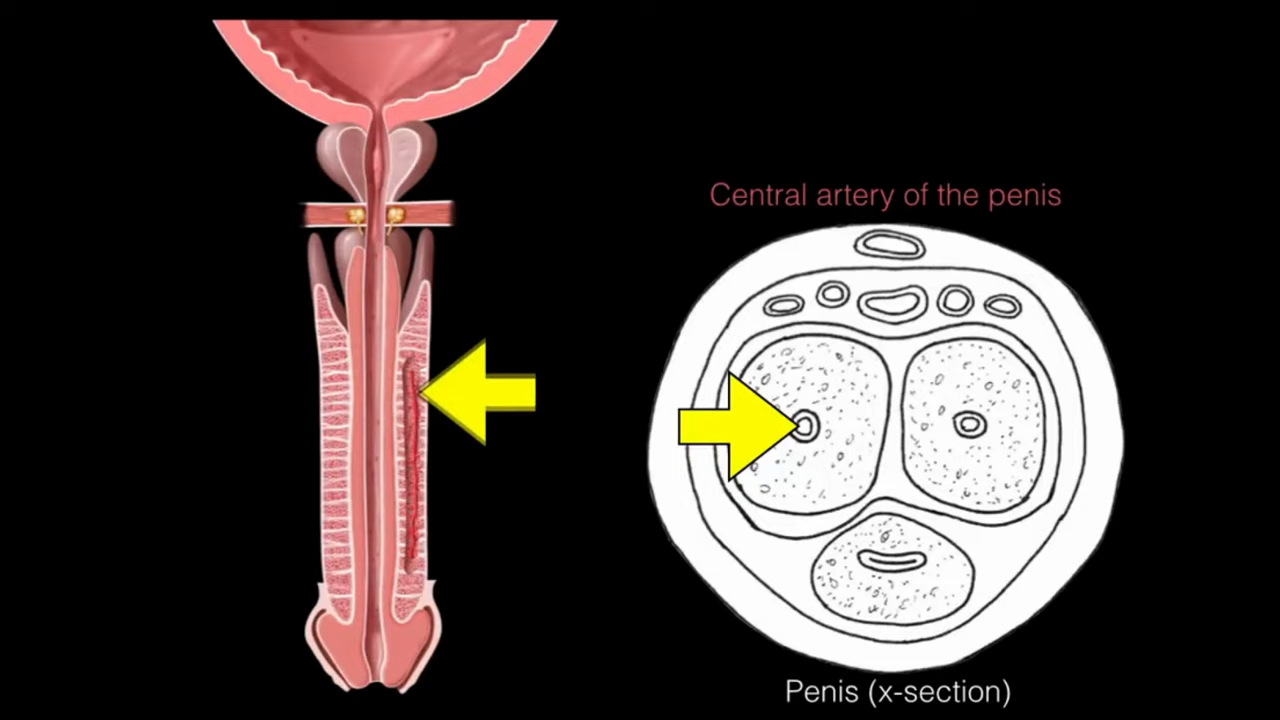 Central artery of the penis
Penis (x-section)